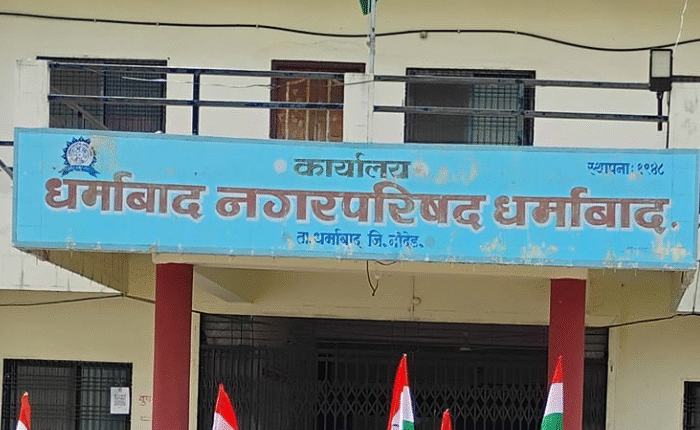 कार्यालय
स्थापना: १९४८
धर्माबाद नगरपरिषद धर्माबाद.
ता. धर्माबाद जि. नांदेड.